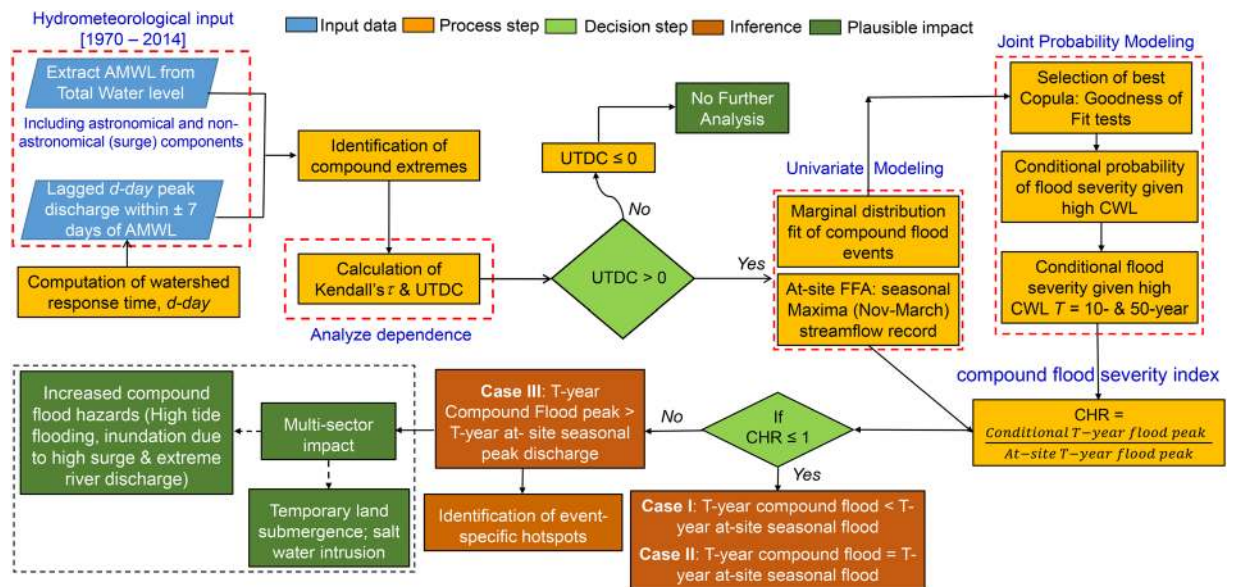 Hydrometeorological input
[1970 – 2014]
Input data
Process step
Decision step
Inference
Plausible impact
Extract AMWL from
Total Water level
Including astronomical and non-
astronomical (surge) components
Lagged d-day peak
discharge within ± 7
days of AMWL
Computation of watershed
response time, d-day
Identification of
compound extremes
Calculation of
Kendall's τ & UTDC
Analyze dependence
No Further
Analysis
UTDC ≤ 0
No
UTDC > 0
Yes
Univariate Modeling
Marginal distribution
fit of compound flood
events
At-site FFA: seasonal
Maxima (Nov-March)
streamflow record
Joint Probability Modeling
Selection of best
Copula: Goodness of
Fit tests
Conditional probability
of flood severity given
high CWL
Conditional flood
severity given high
CWL T = 10- & 50-year
compound flood severity index
CHR =
Conditional T−year flood peak
At−site T−year flood peak
If
CHR ≤ 1
No
Yes
Case I: T-year compound flood < T-
year at-site seasonal flood
Case II: T-year compound flood = T-
year at-site seasonal flood
Case III: T-year
Compound Flood peak >
T-year at- site seasonal
peak discharge
Identification of event-
specific hotspots
Multi-sector
impact
Increased compound
flood hazards (High tide
flooding, inundation due
to high surge & extreme
river discharge)
Temporary land
submergence; salt
water intrusion